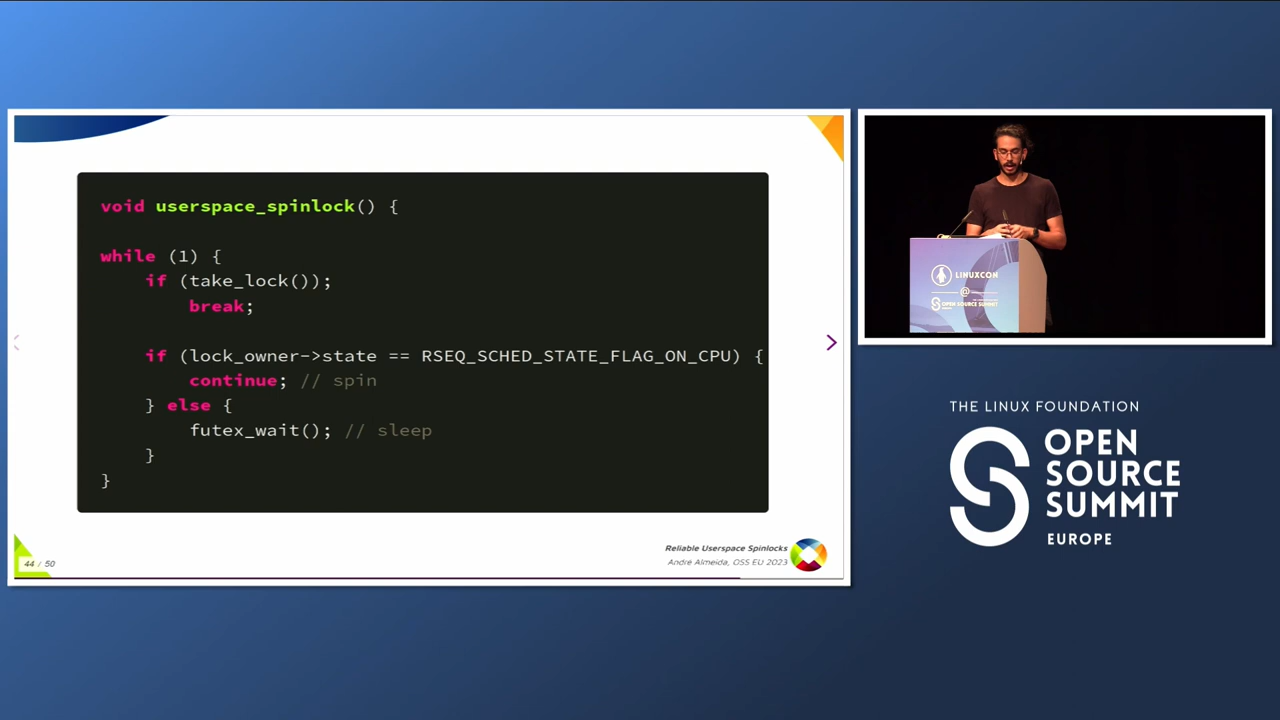 void userspace_spinlock() {
while (1) {
if (take_lock());
break;
if (lock_owner->state == RSEQ_SCHED_STATE_FLAG_ON_CPU) {
continue; // spin
} else {
futex_wait(); // sleep
}
}
44 / 50
Reliable Userspace Spinlocks
André Almeida, OSS EU 2023
LINUXCON
@
OPEN SOURCE SUMMIT
THE LINUX FOUNDATION
OPEN
SOURCE
SUMMIT
EUROPE